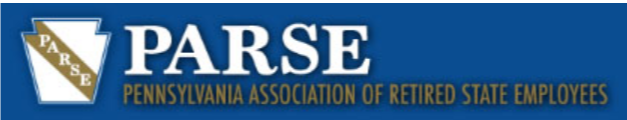 PARSE
PARSE
PENNSYLVANIA ASSOCIATION OF RETIRED STATE EMPLOYEES